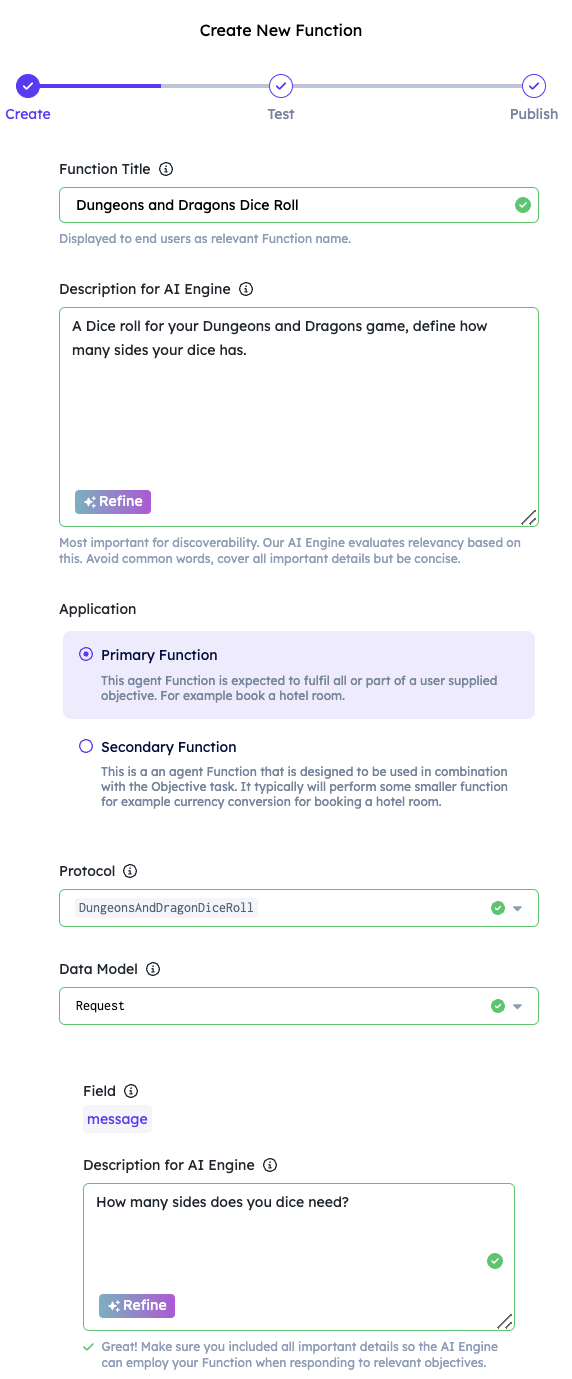 Create New Function
Create
Test
Publish
Function Title
Dungeons and Dragons Dice Roll
Displayed to end users as relevant Function name.
Description for AI Engine
A Dice roll for your Dungeons and Dragons game, define how
many sides your dice has.
Refine
Most important for discoverability. Our AI Engine evaluates relevancy based on
this. Avoid common words, cover all important details but be concise.
Application
Primary Function
This agent Function is expected to fulfil all or part of a user supplied
objective. For example book a hotel room.
Secondary Function
This is a an agent Function that is designed to be used in combination
with the Objective task. It typically will perform some smaller function
for example currency conversion for booking a hotel room.
Protocol
DungeonsAndDragonDiceRoll
Data Model
Request
Field
message
Description for AI Engine
How many sides does you dice need?
Refine
Great! Make sure you included all important details so the AI Engine
can employ your Function when responding to relevant objectives.